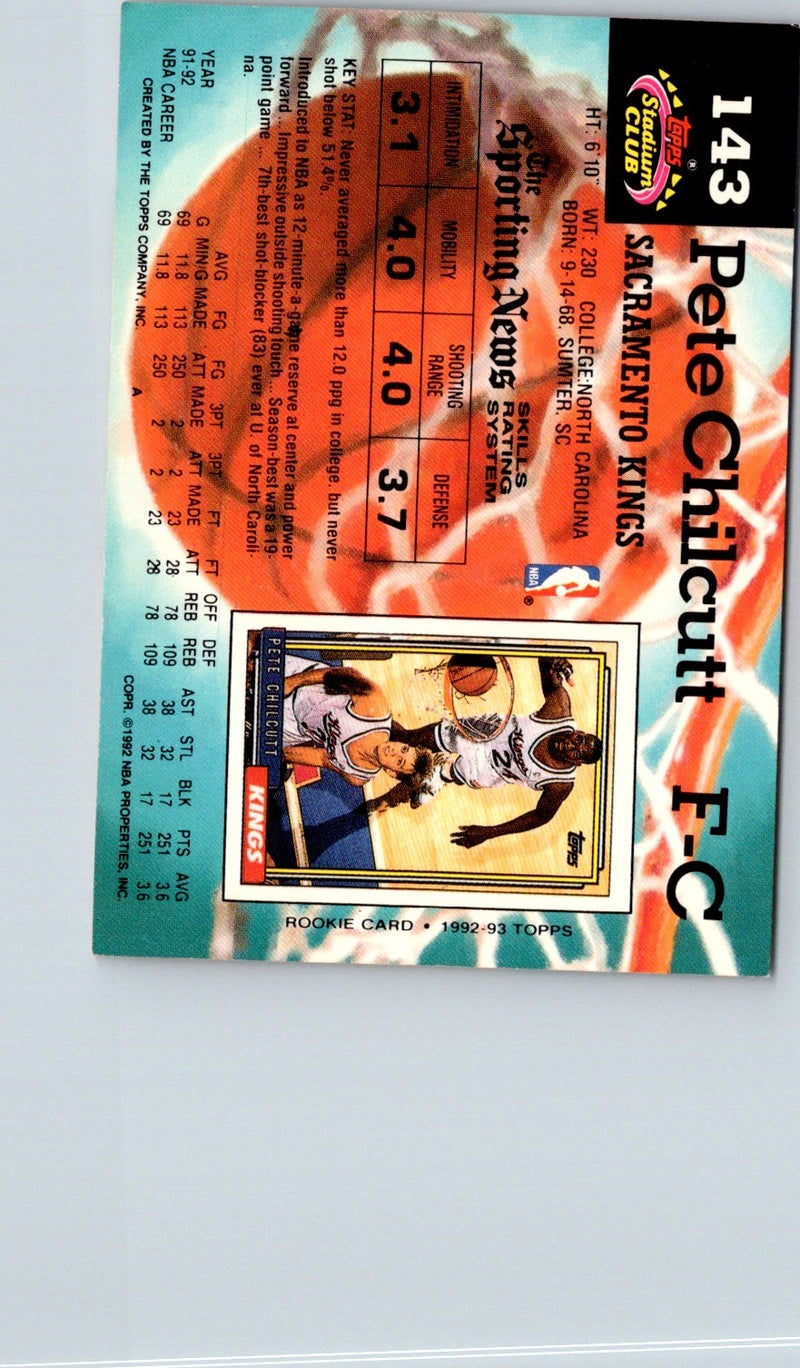 143
Topps®
Stadium
CLUB
Pete Chilcutt F-C
SACRAMENTO KINGS
HT: 6'10" WT: 230 COLLEGE: NORTH CAROLINA
BORN: 9-14-68, SUMTER, SC
NBA ®
The
Sporting News
SKILLS
RATING
SYSTEM
INTIMIDATION MOBILITY SHOOTING RANGE DEFENSE
3.1 4.0 4.0 3.7
KEY STAT: Never averaged more than 12.0 ppg in college, but never
shot below 51.4%.
Introduced to NBA as 12-minute-a-game reserve at center and power
forward... Impressive outside shooting touch... Season-best was a 19-
point game... 7th-best shot-blocker (83) ever at U. of North Caroli-
na.
AVG FG FG 3PT 3PT FT FT OFF DEF
YEAR G MIN/G MADE ATT MADE ATT MADE ATT REB REB AST STL BLK PTS AVG
91-92 69 11.8 113 250 2 2 23 28 78 109 38 32 17 251 3.6
NBA CAREER 69 11.8 113 250 2 2 23 28 78 109 38 32 17 251 3.6
CREATED BY THE TOPPS COMPANY, INC. A COPR. ©1992 NBA PROPERTIES, INC.
TOPPS
Kings
24
Kings
PETE CHILCUTT
KINGS
ROOKIE CARD • 1992-93 TOPPS